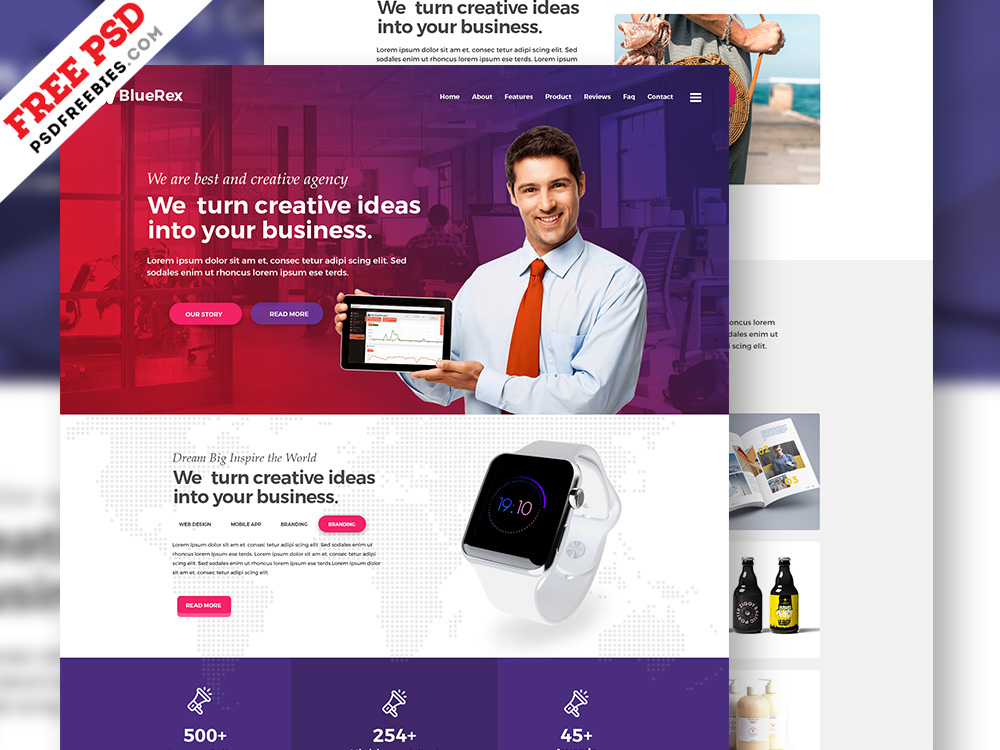 FREE PSD
PSDFREEBIES.COM
We turn creative ideas
into your business.
Lorem ipsum dolor sit am et, consec tetur adipi scing elit. Sed
sodales enim ut rhoncus lorem ipsum ese terds. Lorem ipsum
BlueRex
Home
About
Features
Product
Reviews
Faq
Contact
We are best and creative agency
We turn creative ideas
into your business.
Lorem ipsum dolor sit am et, consec tetur adipi scing elit. Sed
sodales enim ut rhoncus lorem ipsum ese terds.
OUR STORY
READ MORE
oncus lorem
dales enim ut
i scing elit.
Dream Big Inspire the World
We turn creative ideas
into your business.
WEB DESIGN
MOBILE APP
BRANDING
BRANDING
Lorem ipsum dolor sit am et, consec tetur adipi scing elit. Sed sodales enim ut
rhoncus lorem ipsum ese terds. Lorem ipsum dolor sit am et, consec tetur adipi
scing elit. Sed sodales enim ut rhoncus lorem ipsum ese terds.Lorem ipsum dolor
sit am et, consec tetur adipi scing elit.
READ MORE
19:10
02
03
500+
254+
45+